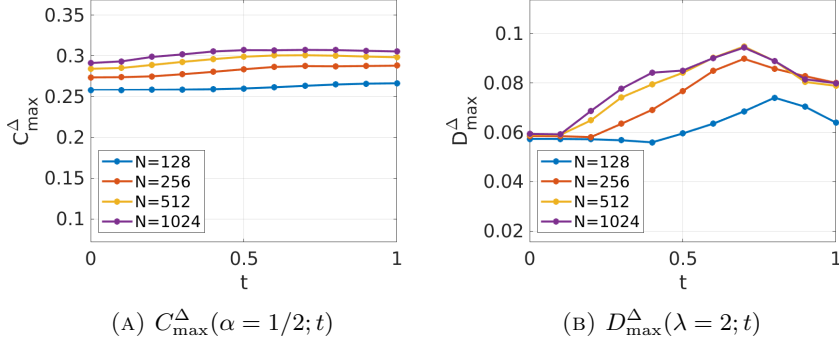 0.35
0.3
0.25
0.2
0.15
0.1
C^Δ_max
N=128
N=256
N=512
N=1024
0 0.5 1
t
(A) C^Δ_max(α = 1/2; t)
0.1
0.08
0.06
0.04
0.02
D^Δ_max
N=128
N=256
N=512
N=1024
0 0.5 1
t
(B) D^Δ_max(λ = 2; t)